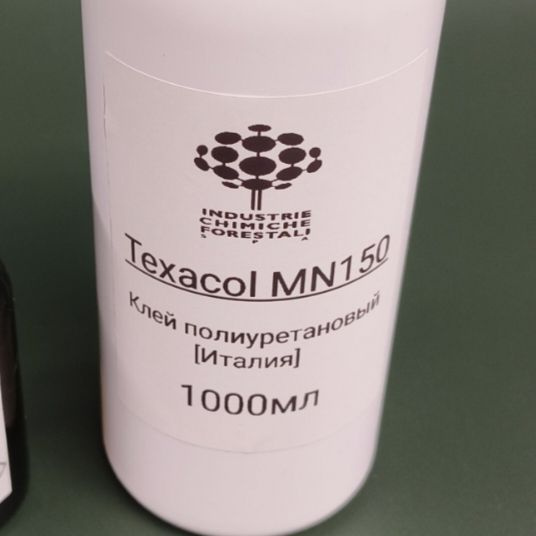 INDUSTRIE
CHIMICHE
FORESTALI
S P A
Texacol MN150
Клей полиуретановый
[Италия]
1000мл